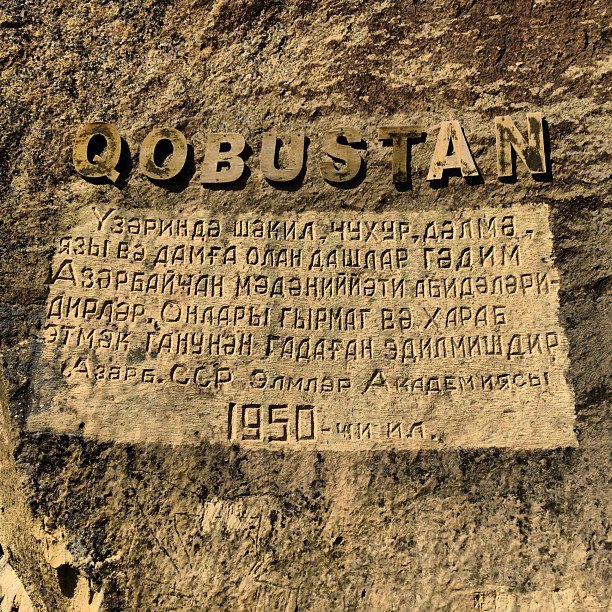 QOBUSTAN
Үзәриндә шәкил, чухур, дәлмә,
язы вә дамға олан дашлар гәдим
Азәрбайҹан мәдәниййәти абидәләри-
дирләр. Онлары гырмаг вә хараб
этмәк ганунән гадаған эдилмишдир
(Азәрб. ССР Элмләр Академиясы
1950-ҹи ил.